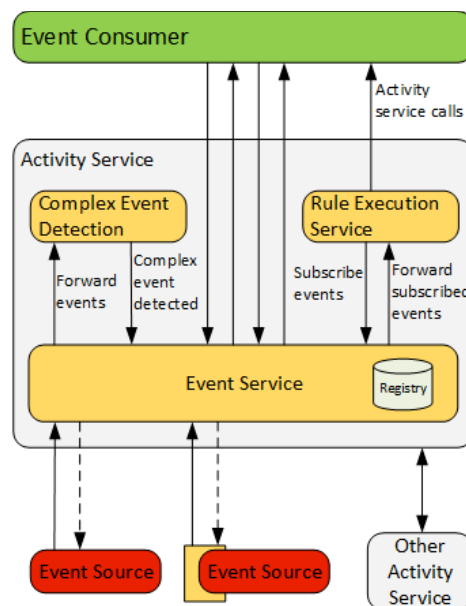 Event Consumer
Activity
service calls
Activity Service
Complex Event
Detection
Rule Execution
Service
Forward
events
Complex
event
detected
Subscribe
events
Forward
subscribed
events
Event Service
Registry
Event Source
Event Source
Other
Activity
Service